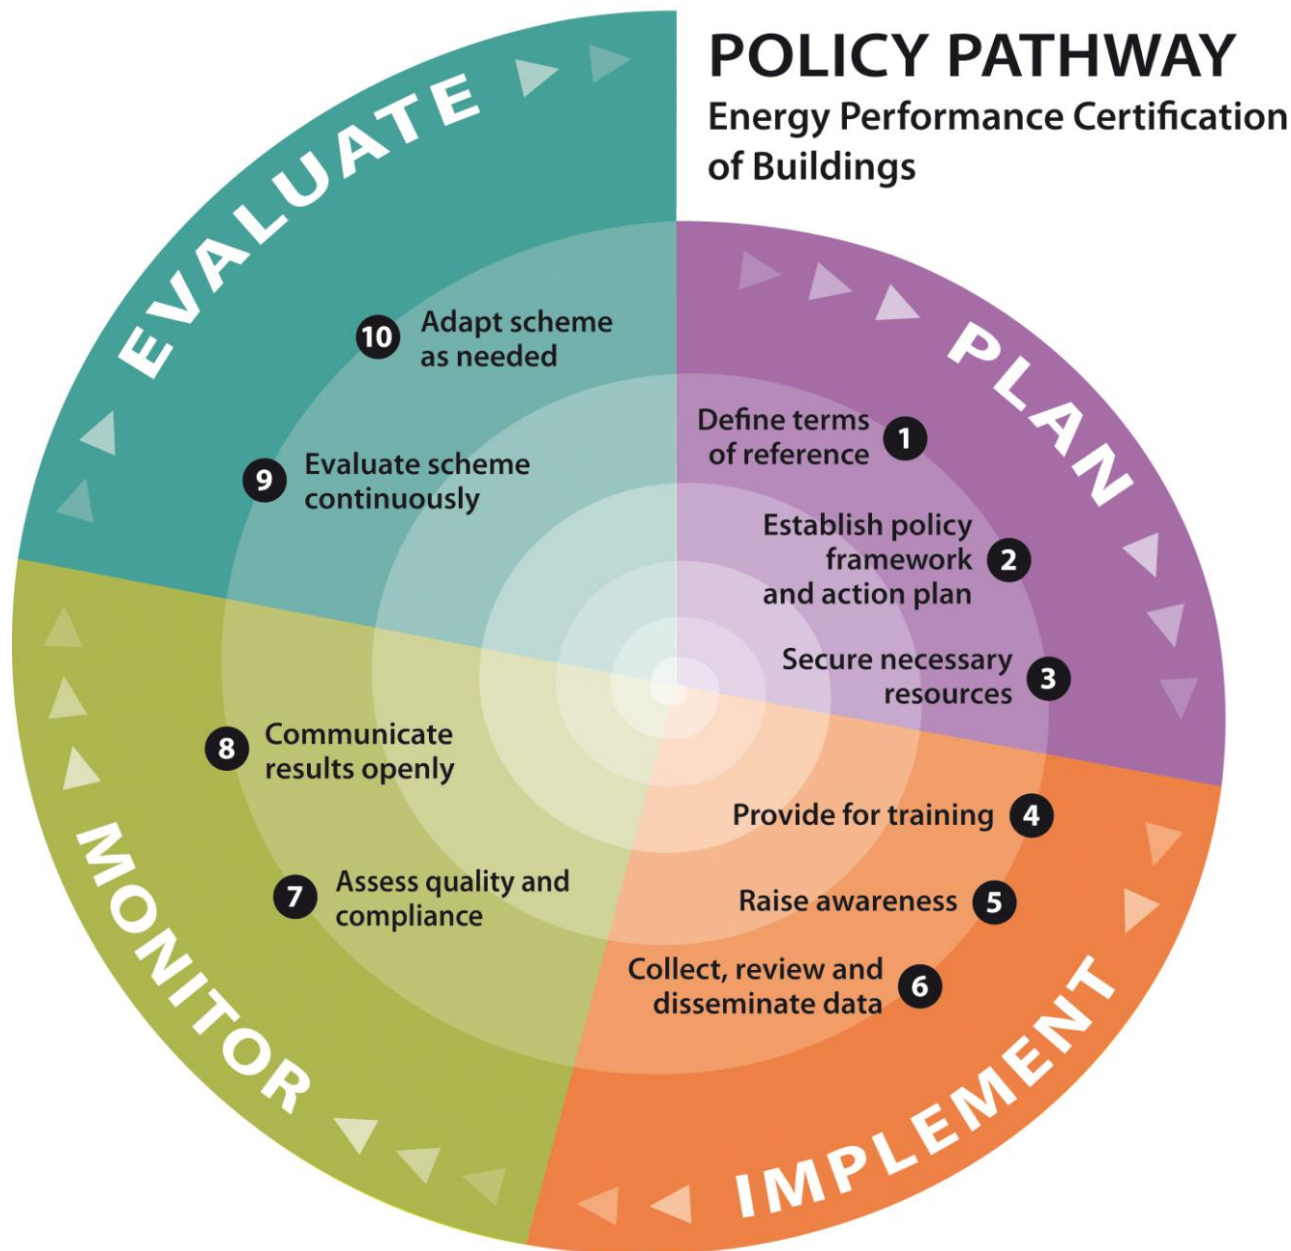 POLICY PATHWAY
Energy Performance Certification
of Buildings
PLAN
1
Define terms
of reference
2
Establish policy
framework
and action plan
3
Secure necessary
resources
IMPLEMENT
4
Provide for training
5
Raise awareness
6
Collect, review and
disseminate data
MONITOR
7
Assess quality and
compliance
8
Communicate
results openly
EVALUATE
9
Evaluate scheme
continuously
10
Adapt scheme
as needed